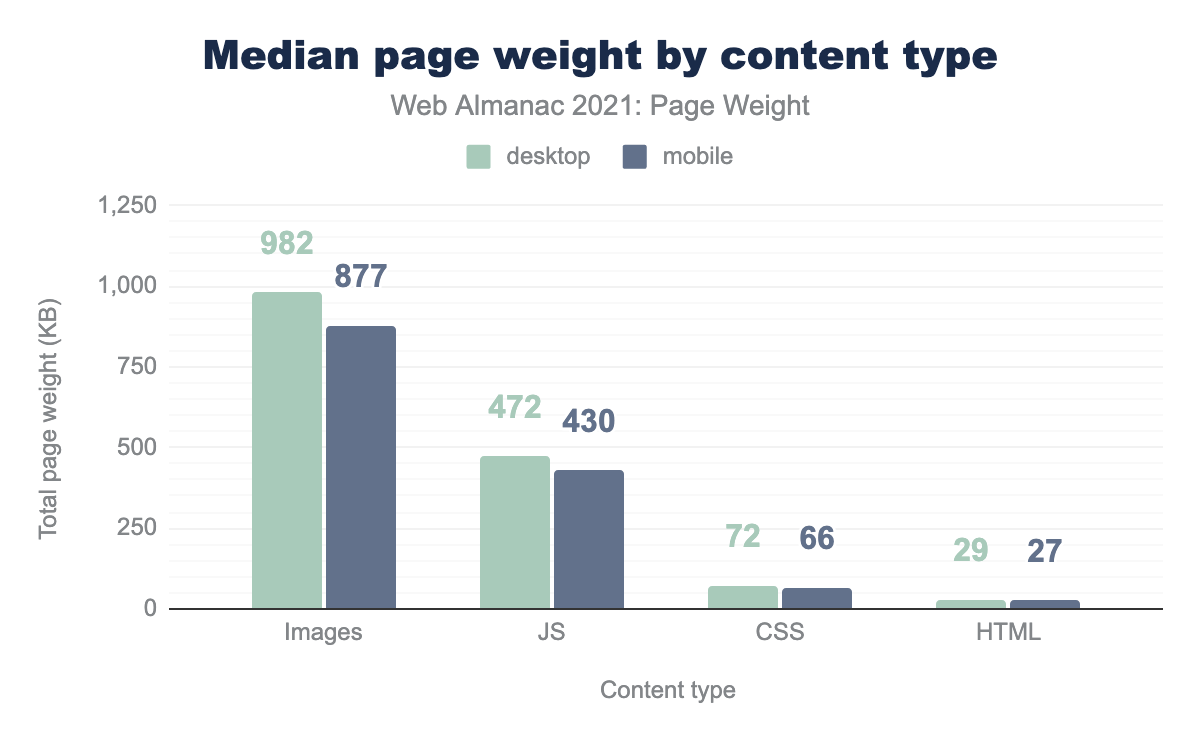 Median page weight by content type
Web Almanac 2021: Page Weight
desktop mobile
Total page weight (KB)
1,250
1,000
750
500
250
0
982
877
472
430
72
66
29
27
Images JS CSS HTML
Content type